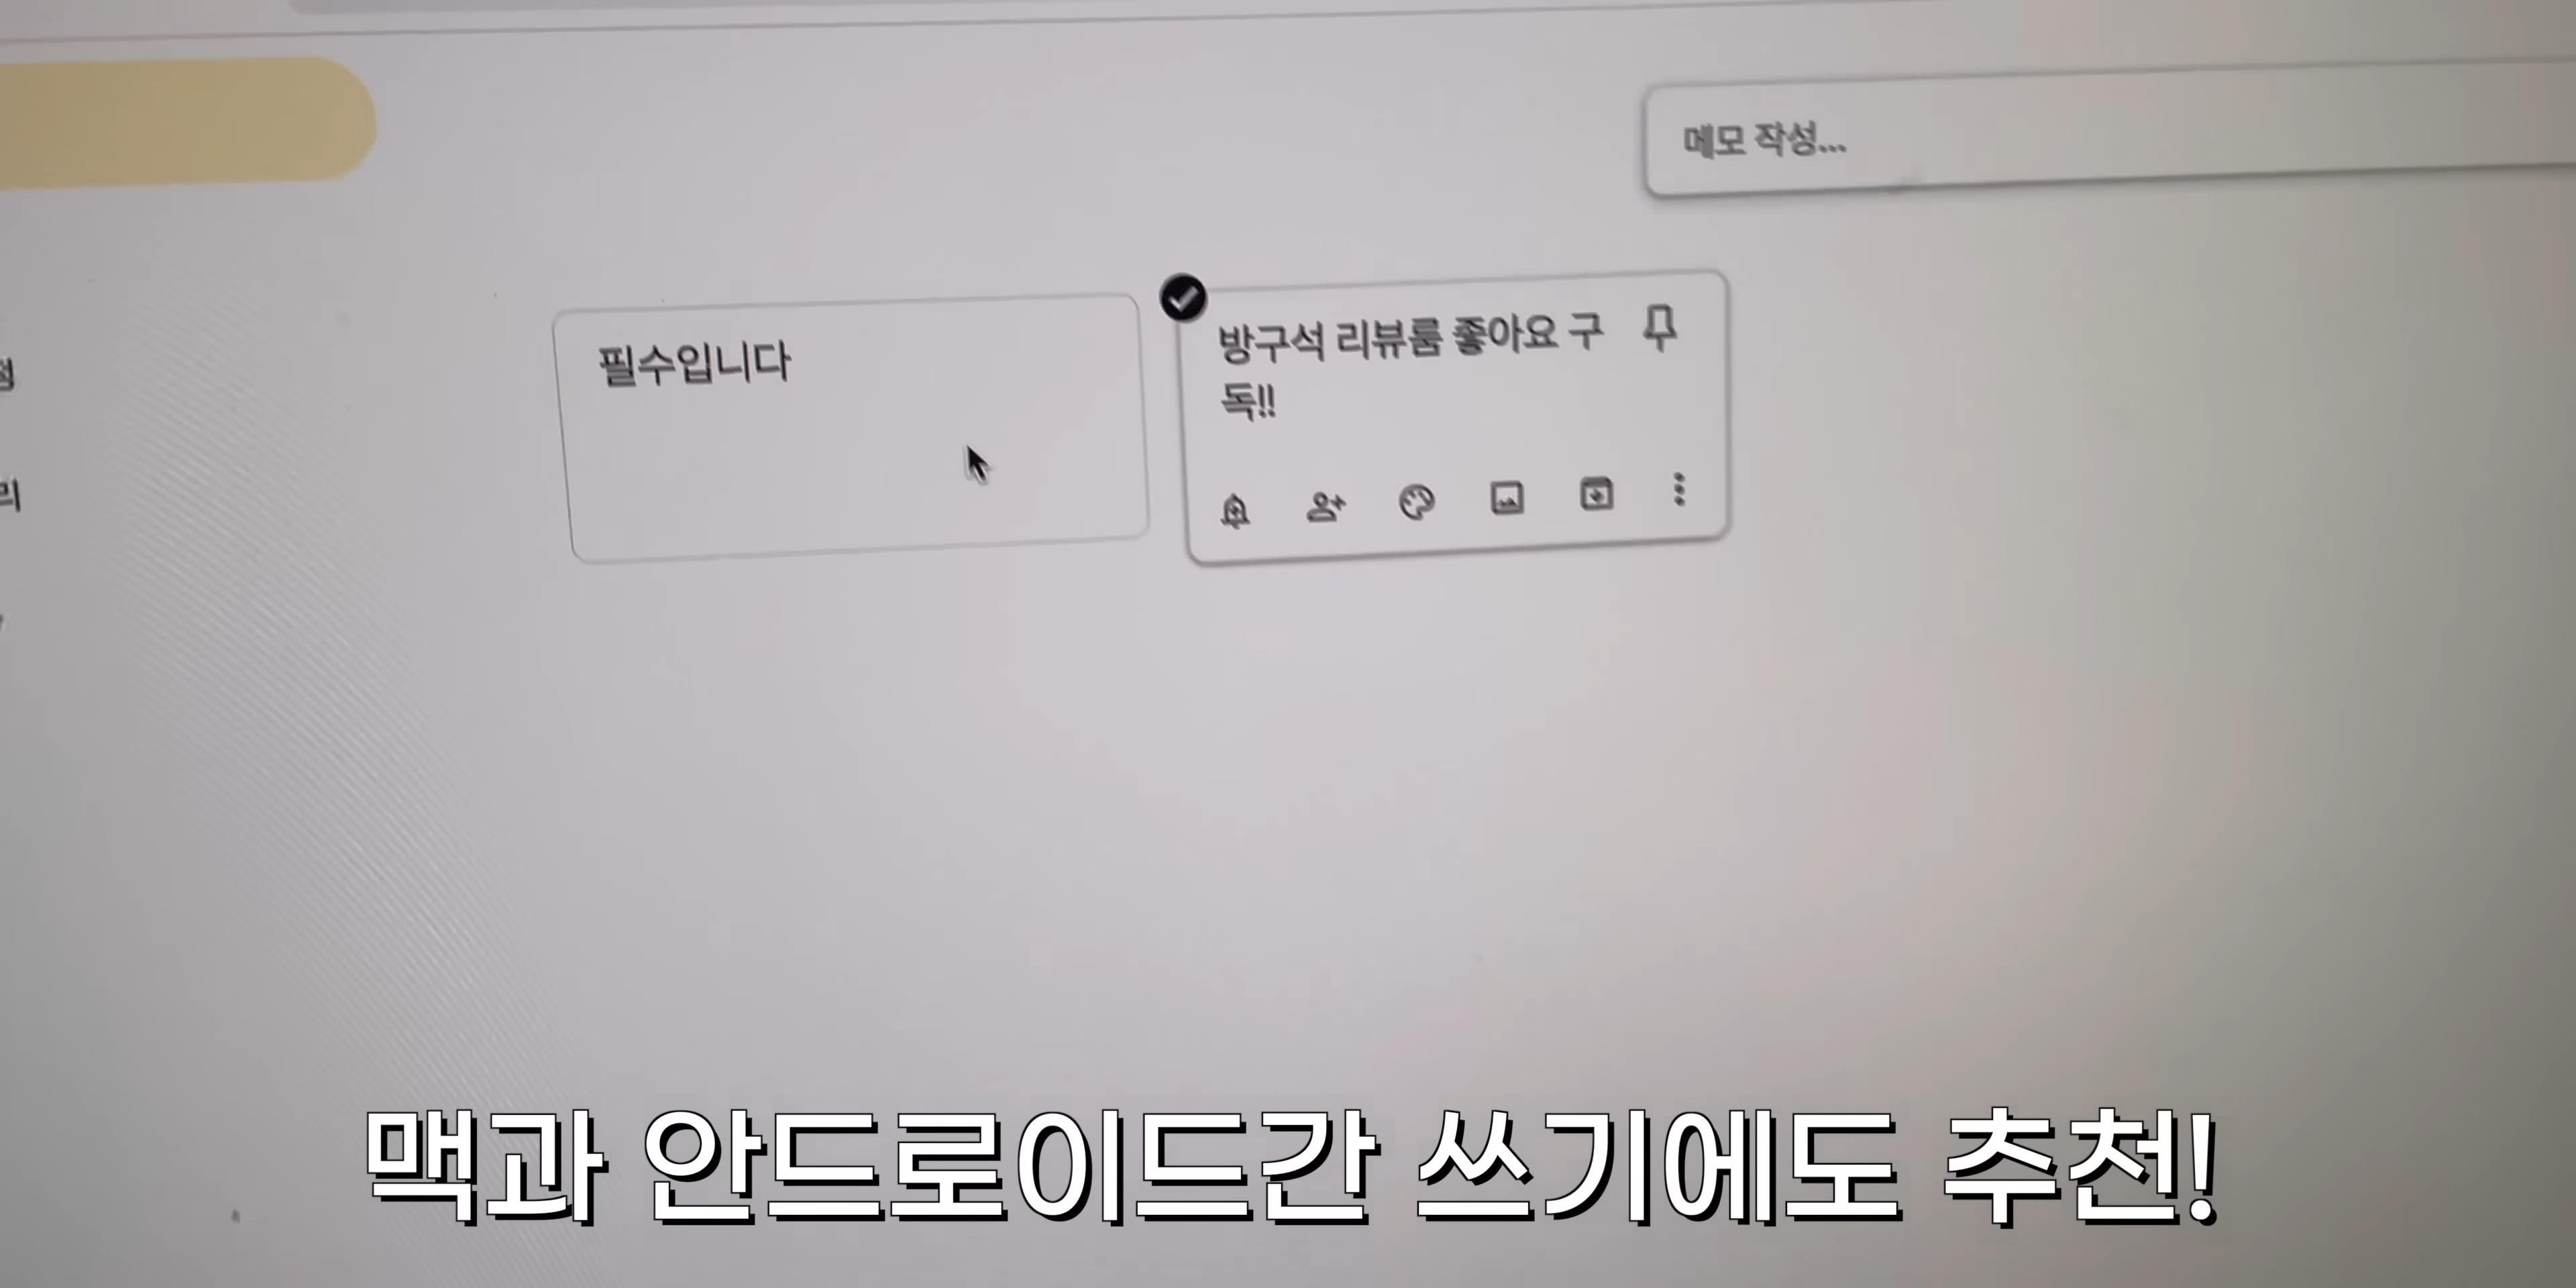 메모 작성...
필수입니다
방구석 리뷰룸 좋아요 구
독!!
리
맥과 안드로이드간 쓰기에도 추천!